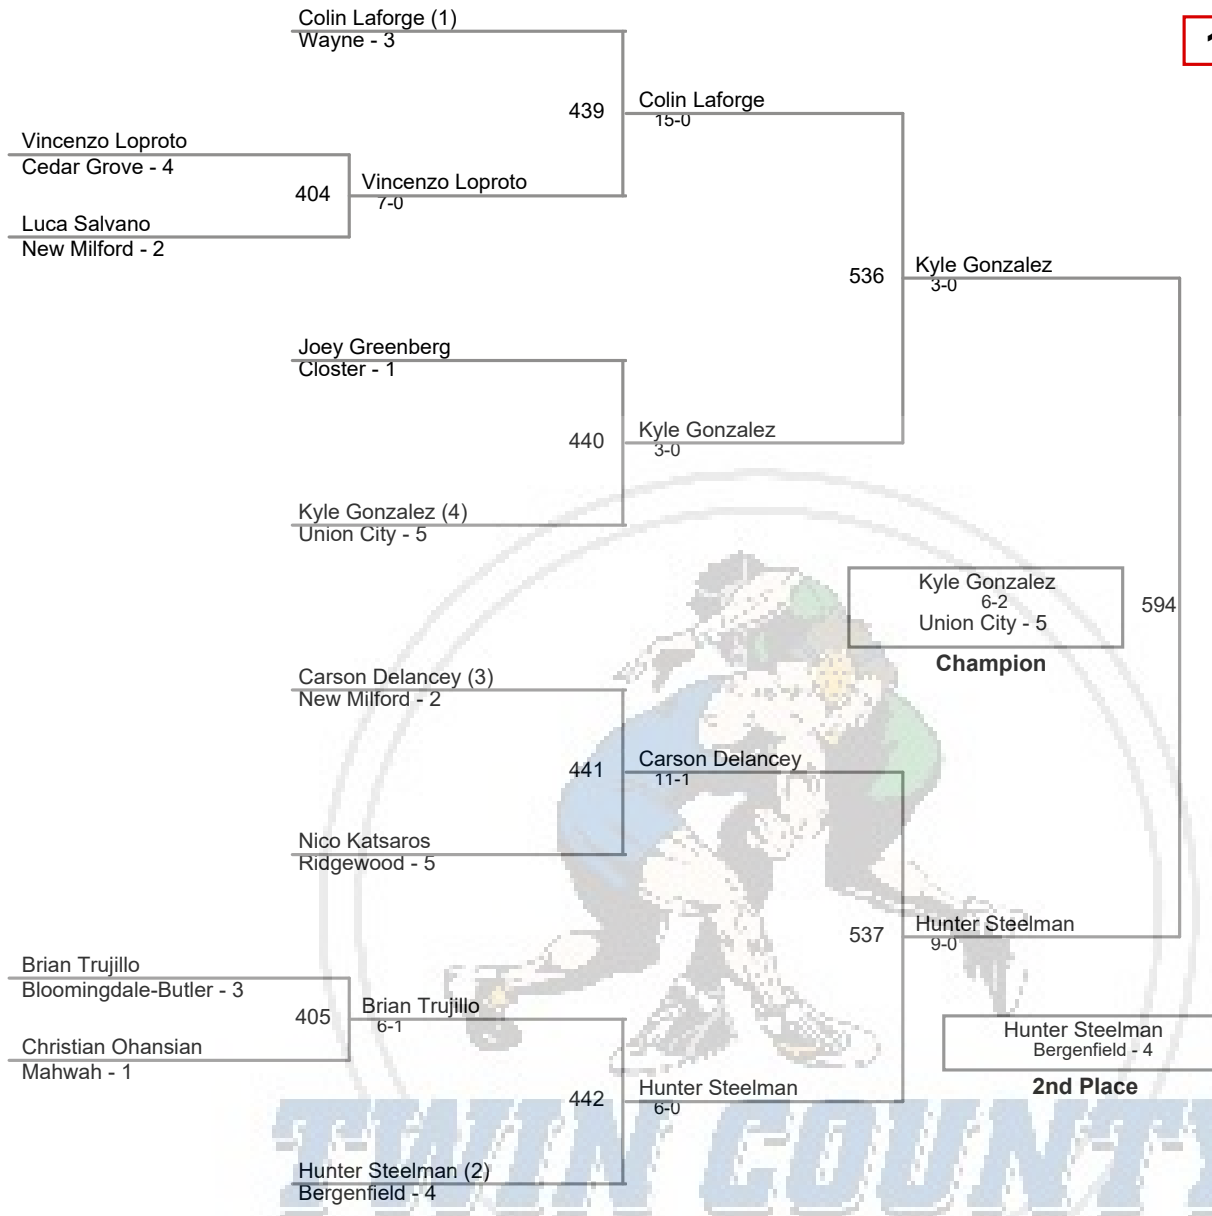 Colin Laforge (1)
Wayne - 3
439
Colin Laforge
15-0
Vincenzo Loproto
Cedar Grove - 4
404
Vincenzo Loproto
7-0
Luca Salvano
New Milford - 2
536
Kyle Gonzalez
3-0
Joey Greenberg
Closter - 1
440
Kyle Gonzalez
3-0
Kyle Gonzalez (4)
Union City - 5
Kyle Gonzalez
6-2
Union City - 5
594
Champion
Carson Delancey (3)
New Milford - 2
441
Carson Delancey
11-1
Nico Katsaros
Ridgewood - 5
537
Hunter Steelman
9-0
Brian Trujillo
Bloomingdale-Butler - 3
405
Brian Trujillo
6-1
Christian Ohansian
Mahwah - 1
Hunter Steelman
Bergenfield - 4
2nd Place
442
Hunter Steelman
6-0
Hunter Steelman (2)
Bergenfield - 4
TWIN COUNTY